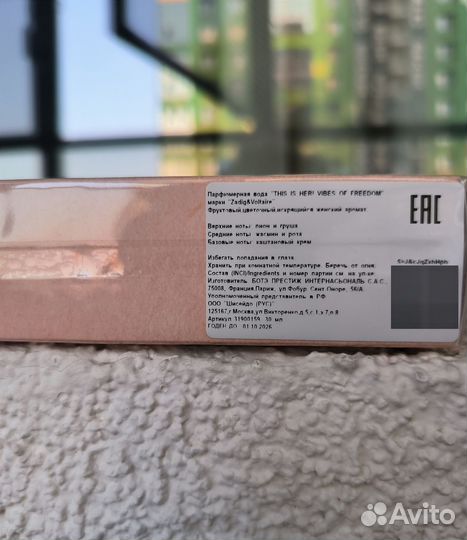 Парфюмерная вода "THIS IS HER! VIBES OF FREEDOM"
марки "Zadig&Voltaire"
Фруктовый,цветочный,искрящийся женский аромат.
Верхние ноты: пион и груша
Средние ноты: жасмин и роза
Базовые ноты: каштановый крем
Избегать попадания в глаза.
Хранить при комнатной температуре. Беречь от огня.
Состав (INCI)/Ingredients и номер партии см. на упак-ке.
Изготовитель: БОТЭ ПРЕСТИЖ ИНТЕРНАСЬОНАЛЬ С.А.С.,
75008, Франция,Париж, ул.Фобур. Сент.Оноре, 56/А.
Уполномоченный представитель в РФ:
ООО "Шисейдо (РУС)"
125167,г.Москва,ул.Викторенко,д.5,с.1,э.7,п.8
Артикул: 31900159 30 мл
ГОДЕН ДО: 01.10.2026
EAC
Avito